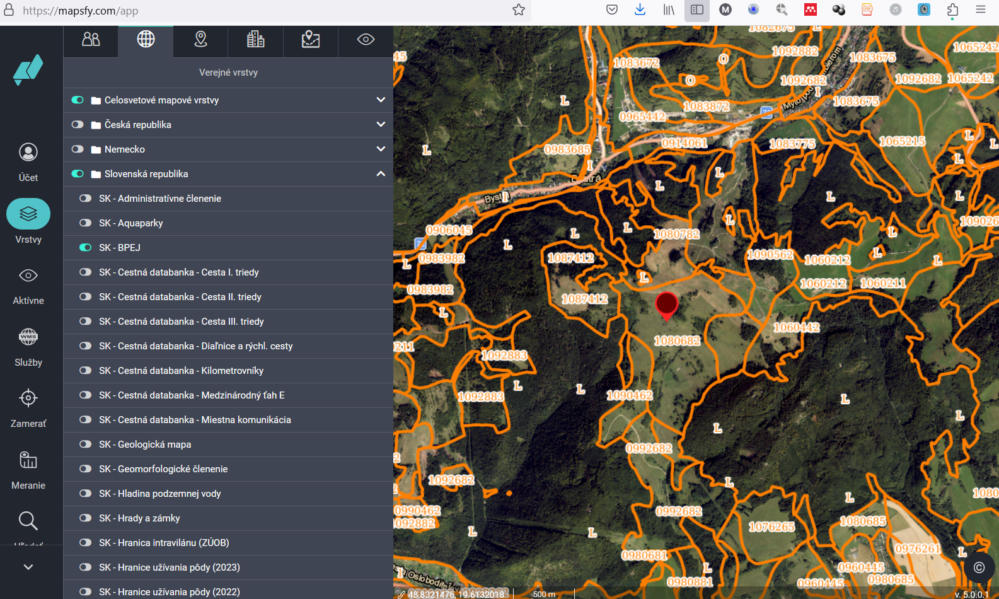 https://mapsfy.com/app
Účet
Vrstvy
Aktívne
WMS
Služby
Zamerať
Meranie
Verejné vrstvy
Celosvetové mapové vrstvy
Česká republika
Nemecko
Slovenská republika
SK - Administratívne členenie
SK - Aquaparky
SK - BPEJ
SK - Cestná databanka - Cesta I. triedy
SK - Cestná databanka - Cesta II. triedy
SK - Cestná databanka - Cesta III. triedy
SK - Cestná databanka - Diaľnice a rýchl. cesty
SK - Cestná databanka - Kilometrovníky
SK - Cestná databanka - Medzinárodný ťah E
SK - Cestná databanka - Miestna komunikácia
SK - Geologická mapa
SK - Geomorfologické členenie
SK - Hladina podzemnej vody
SK - Hrady a zámky
SK - Hranica intravilánu (ZÚOB)
SK - Hranice užívania pôdy (2023)
SK - Hranice užívania pôdy (2022)
1082675 L
45 1083672 O 1092882 1083675 1065242
O 1092682 I 1092682 1065242
L 1083872 1083675
0965442 72
L 0983685 0914061 1083775 1065215 L L
I L L
L L L
I L
0906045 L L 1080782 L L
72 L
L 0983982 1087412 1090562 1060212 L L
L 1060212 1060211
0983982 1087412
L 1060442
211 1092883 1080682
L L
1092883 1090462 L
L L
0992682
1092682 L
L
0990462 0992682 1080685
1092882 L L 1076265
0980681 0976261 L
L 0960445
I 0980881 0960445 0980685
48.8321476, 19.6132018
500 m
©
v. 5.0.0.1